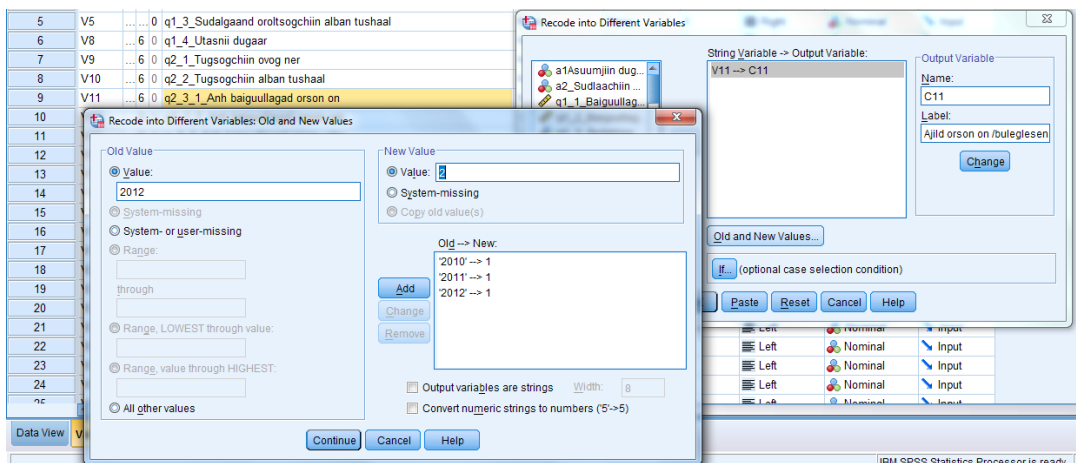 5 V5 ... ... 0 q1_3_Sudalgaand oroltsogchiin alban tushaal
6 V8 ... 6 0 q1_4_Utasnii dugaar
7 V9 ... 6 0 q2_1_Tugsogchiin ovog ner
8 V10 ... 6 0 q2_2_Tugsogchiin alban tushaal
9 V11 ... 6 0 q2_3_1_Anh baiguullagad orson on
10
11
12
13
14
15
16
17
18
19
20
21
22
23
24
25
Recode into Different Variables
a1Asuumjiin dug...
a2_Sudlaachiin ...
q1_1_Baiguullag...
String Variable -> Output Variable:
V11 --> C11
Output Variable
Name:
C11
Label:
Ajild orson on /buleglesen
Change
Old and New Values...
If... (optional case selection condition)
Paste Reset Cancel Help
Recode into Different Variables: Old and New Values
Old Value
Value:
2012
System-missing
System- or user-missing
Range:
through
Range, LOWEST through value:
Range, value through HIGHEST:
All other values
New Value
Value: 2
System-missing
Copy old value(s)
Old --> New:
'2010' --> 1
'2011' --> 1
'2012' --> 1
Add
Change
Remove
Output variables are strings Width: 8
Convert numeric strings to numbers ('5'->5)
Continue Cancel Help
Left Nominal Input
Left Nominal Input
Left Nominal Input
Left Nominal Input
Left Nominal Input
Data View V
IBM SPSS Statistics Processor is ready